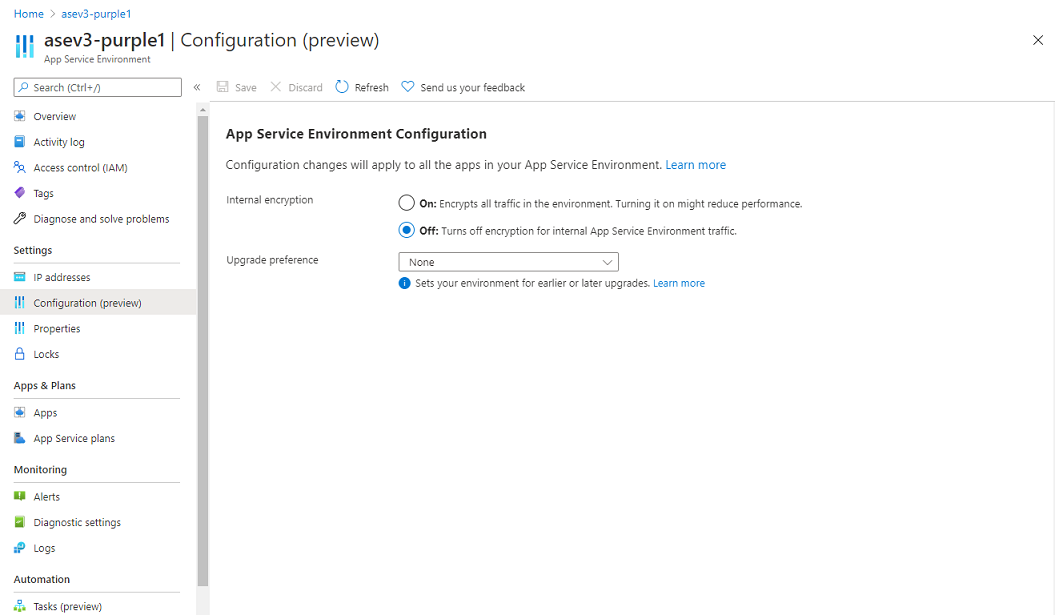 Home > asev3-purple1
asev3-purple1 | Configuration (preview)
App Service Environment
Search (Ctrl+/)
«
Save
Discard
Refresh
Send us your feedback
Overview
Activity log
Access control (IAM)
Tags
Diagnose and solve problems
Settings
IP addresses
Configuration (preview)
Properties
Locks
Apps & Plans
Apps
App Service plans
Monitoring
Alerts
Diagnostic settings
Logs
Automation
Tasks (preview)
App Service Environment Configuration
Configuration changes will apply to all the apps in your App Service Environment. Learn more
Internal encryption
On: Encrypts all traffic in the environment. Turning it on might reduce performance.
Off: Turns off encryption for internal App Service Environment traffic.
Upgrade preference
None
Sets your environment for earlier or later upgrades. Learn more